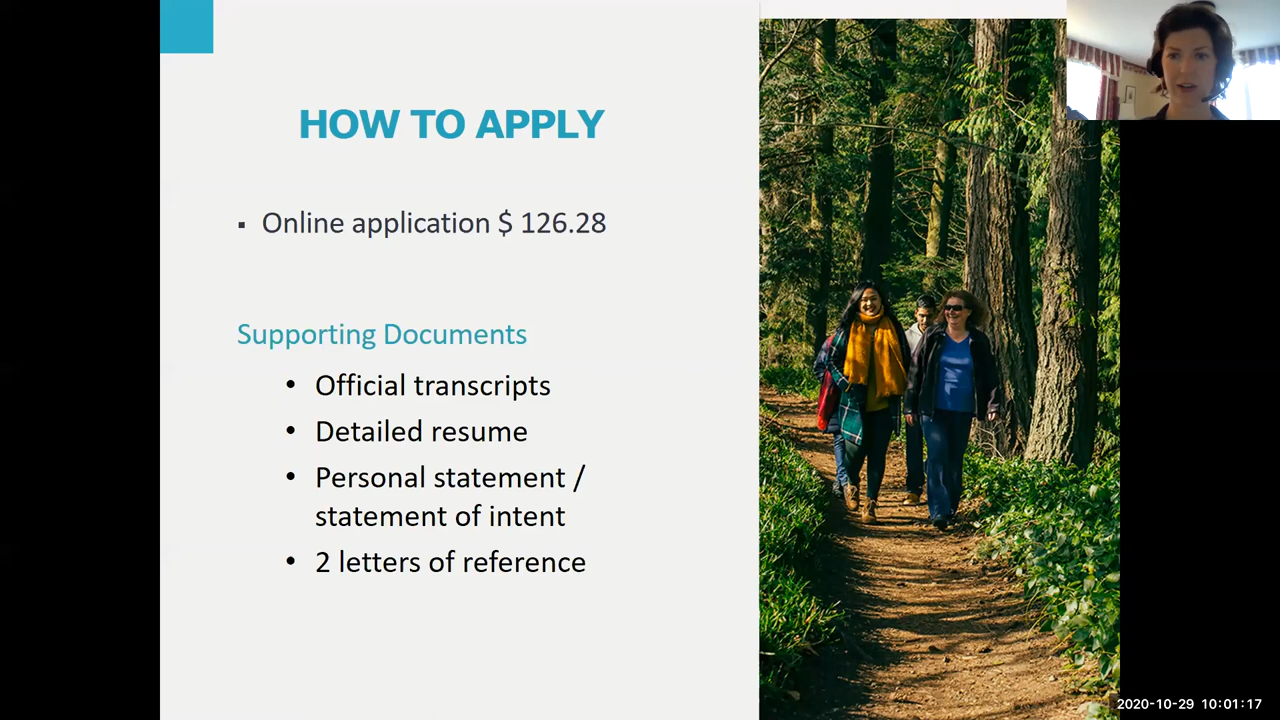 HOW TO APPLY
▪ Online application $ 126.28
Supporting Documents
• Official transcripts
• Detailed resume
• Personal statement /
statement of intent
• 2 letters of reference
2020-10-29 10:01:17